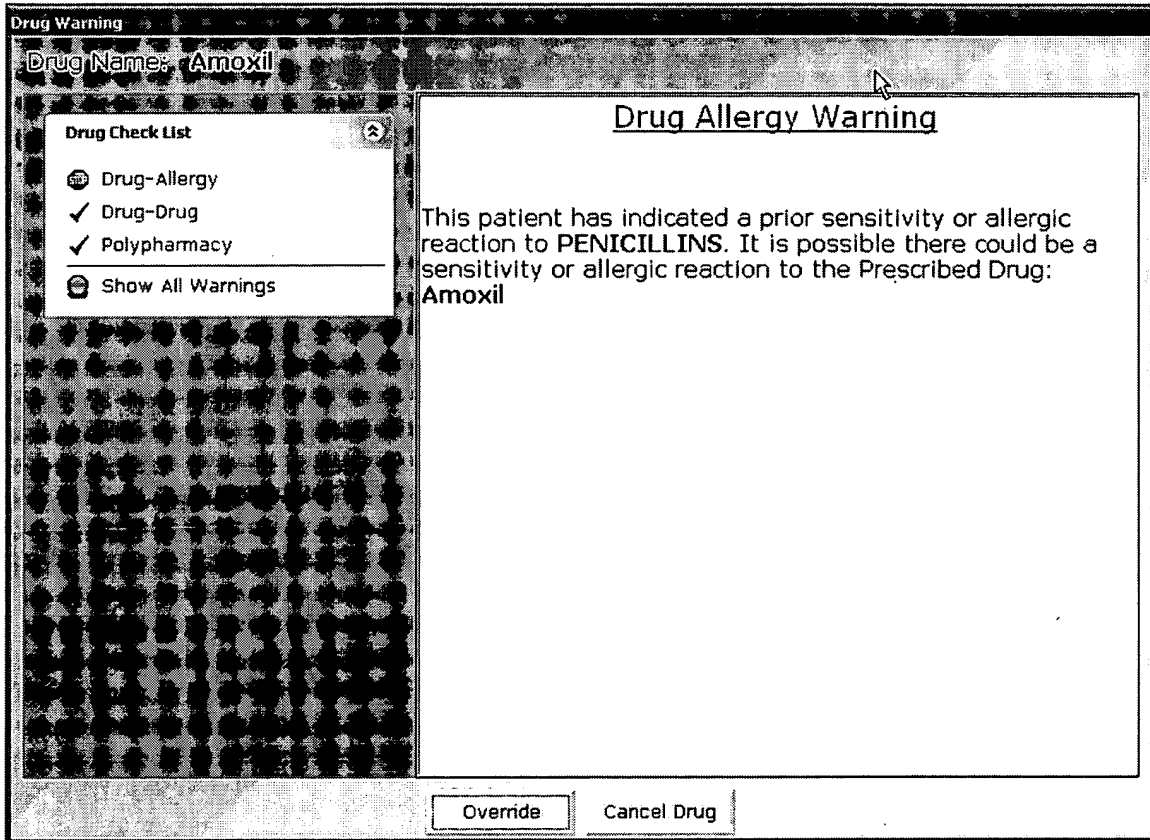 Drug Warning
Drug Name: Amoxil
Drug Check List
Drug-Allergy
Drug-Drug
Polypharmacy
Show All Warnings
Drug Allergy Warning
This patient has indicated a prior sensitivity or allergic
reaction to PENICILLINS. It is possible there could be a
sensitivity or allergic reaction to the Prescribed Drug:
Amoxil
Override
Cancel Drug